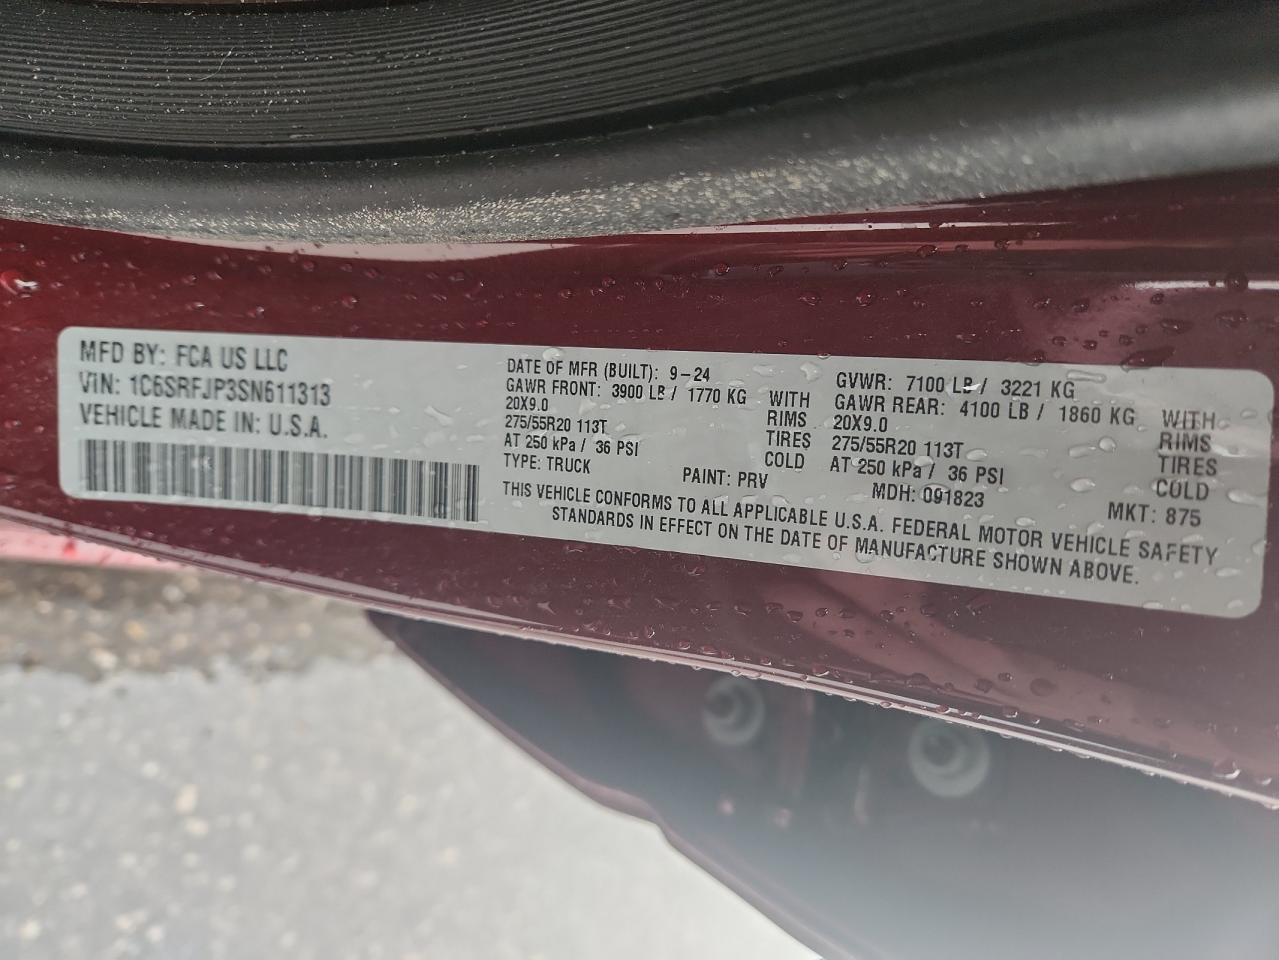 MFD BY: FCA US LLC
VIN: 1C6SRFJP3SN611313
VEHICLE MADE IN: U.S.A.
DATE OF MFR (BUILT): 9-24
GAWR FRONT: 3900 LB / 1770 KG WITH
20X9.0 RIMS
275/55R20 113T TIRES
AT 250 kPa / 36 PSI COLD
TYPE: TRUCK PAINT: PRV
GVWR: 7100 LB / 3221 KG
GAWR REAR: 4100 LB / 1860 KG WITH
20X9.0 RIMS
275/55R20 113T TIRES
AT 250 kPa / 36 PSI COLD
MDH: 091823 MKT: 875
THIS VEHICLE CONFORMS TO ALL APPLICABLE U.S.A. FEDERAL MOTOR VEHICLE SAFETY
STANDARDS IN EFFECT ON THE DATE OF MANUFACTURE SHOWN ABOVE.